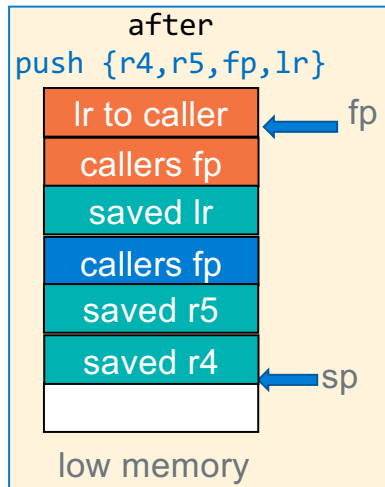 after
push {r4,r5,fp,lr}
lr to caller
fp
callers fp
saved lr
callers fp
saved r5
saved r4
sp
low memory